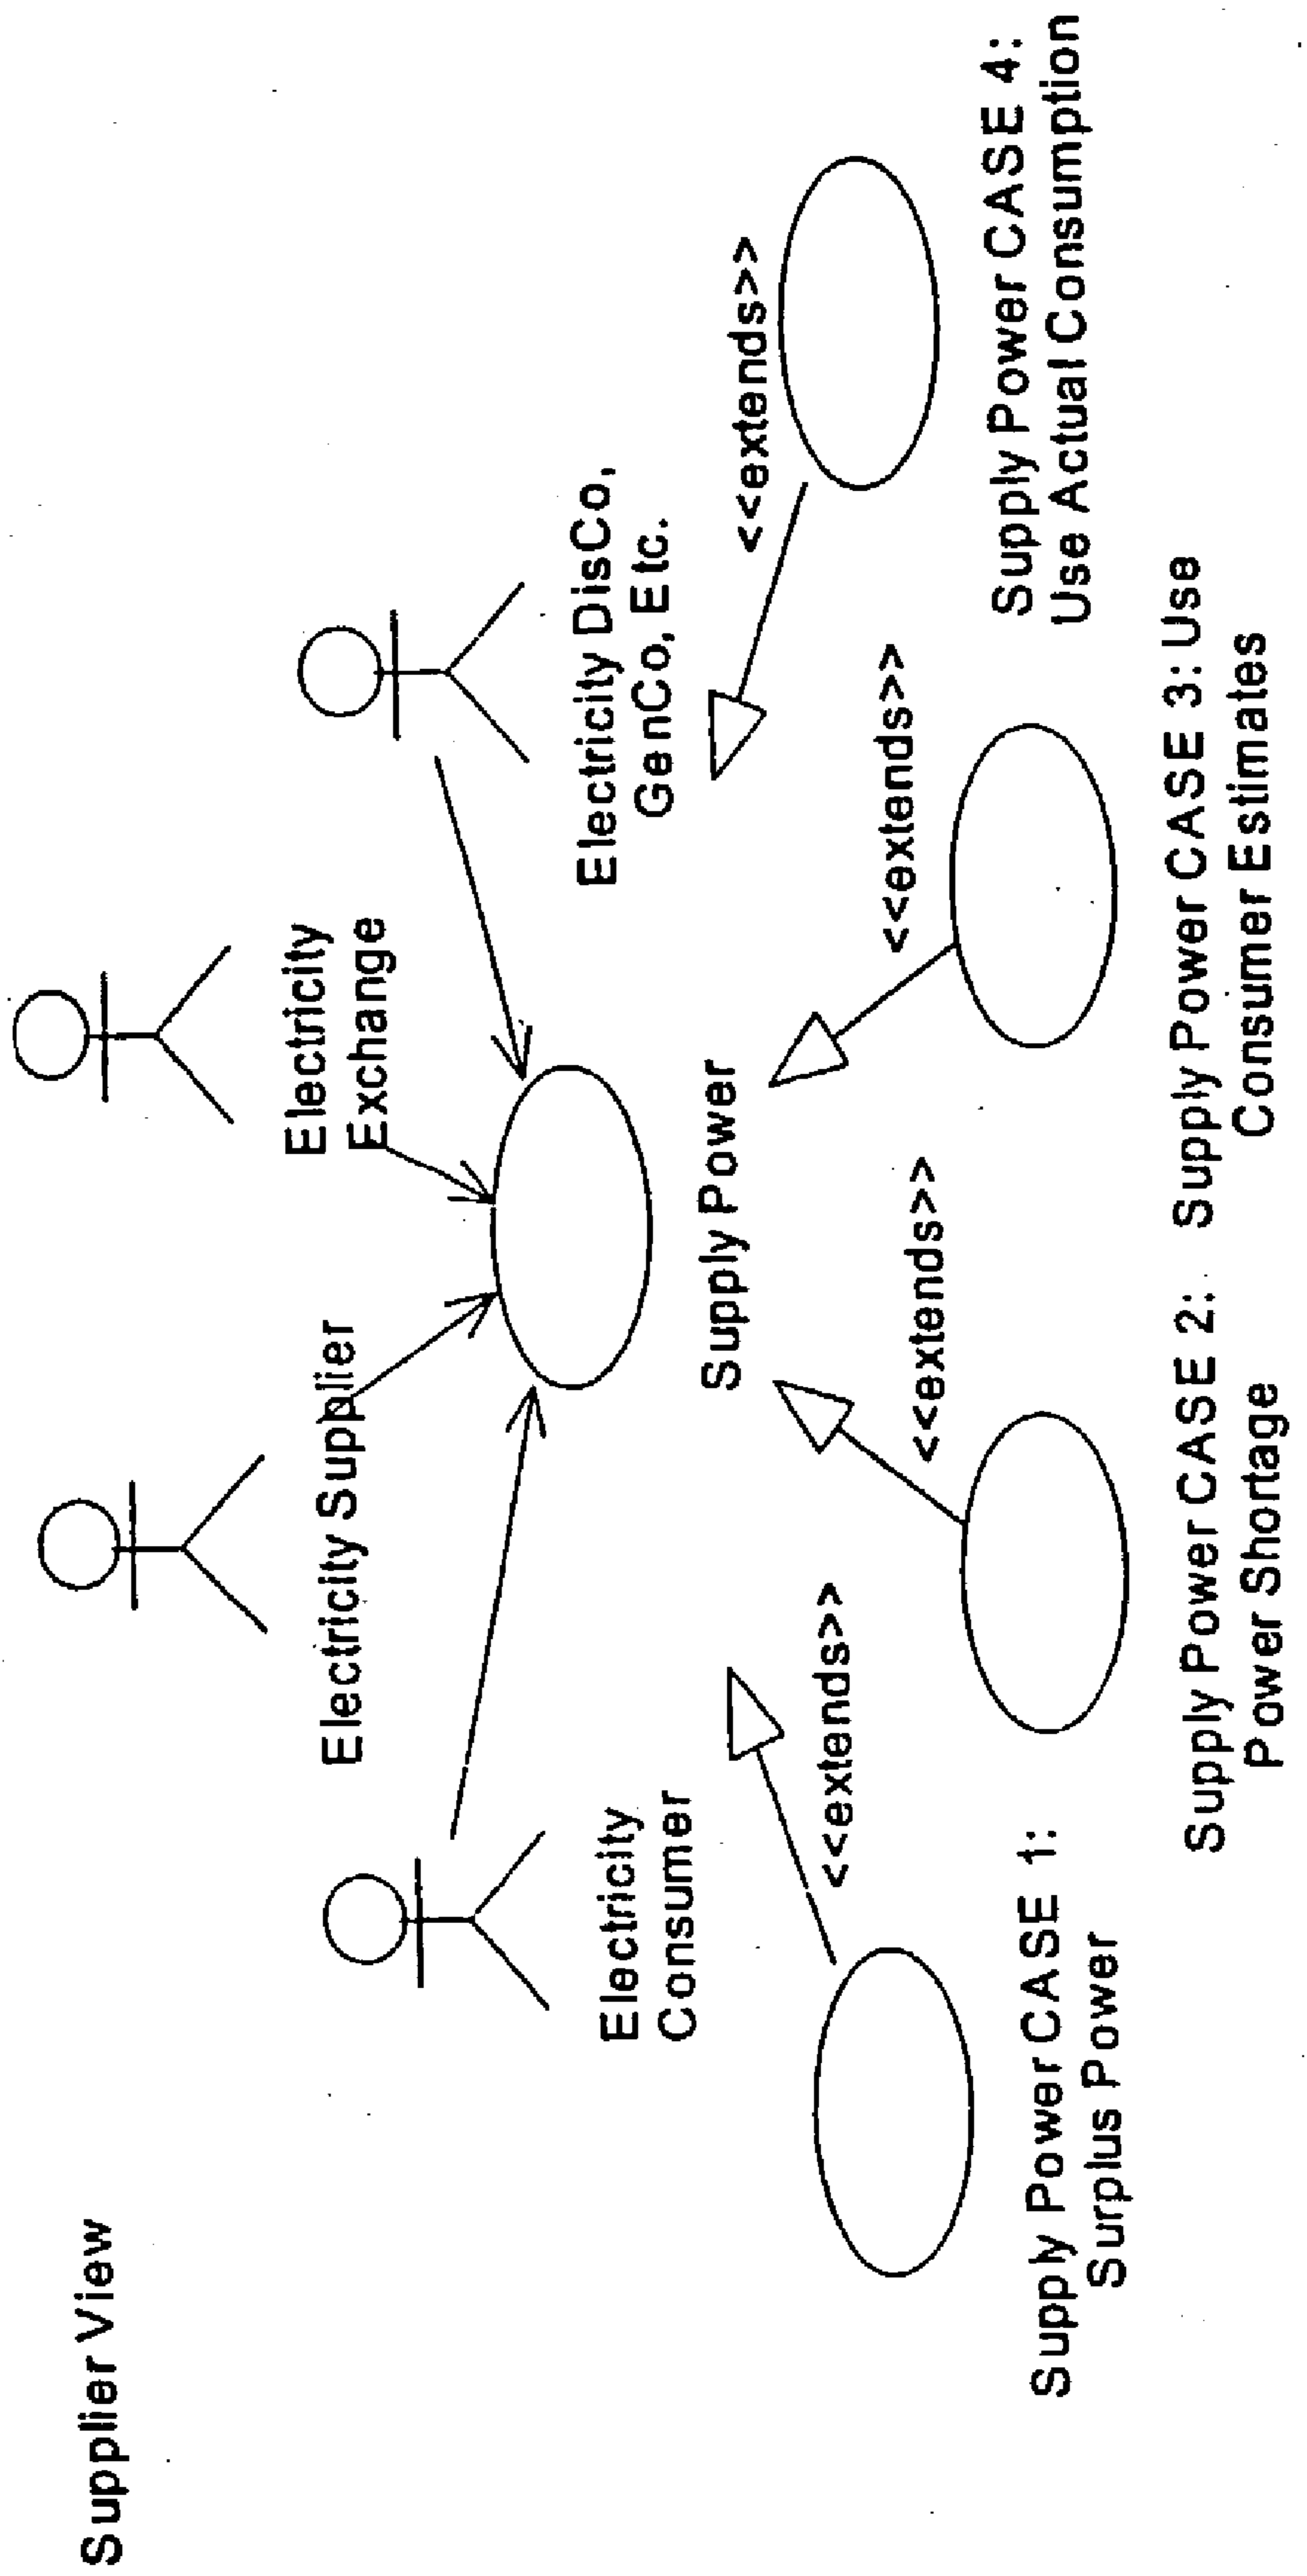 Supplier View
Electricity Supplier
Electricity
Exchange
Electricity
Consumer
Electricity DisCo,
GenCo, Etc.
Supply Power
<<extends>>
<<extends>>
<<extends>>
<<extends>>
Supply Power CASE 1:
Surplus Power
Supply Power CASE 2:
Power Shortage
Supply Power CASE 3: Use
Consumer Estimates
Supply Power CASE 4:
Use Actual Consumption